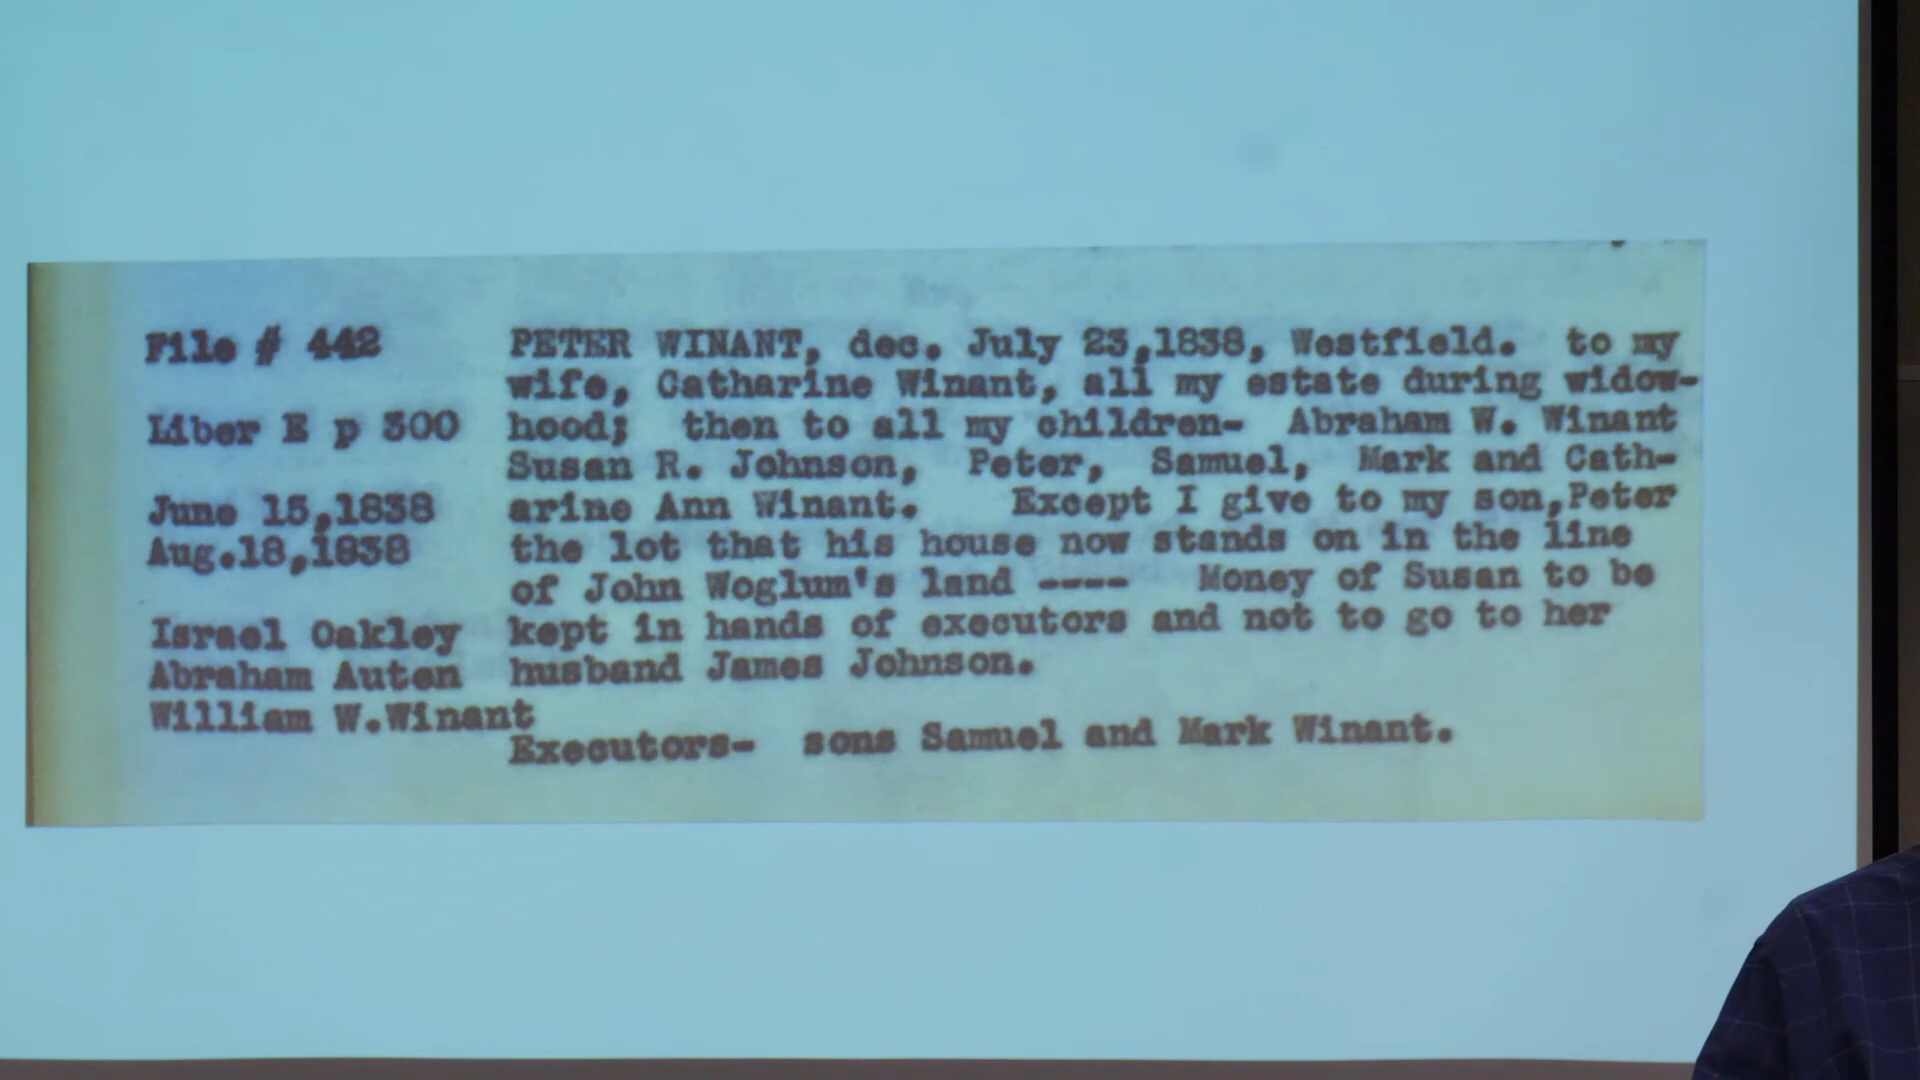 File # 442
Liber E p 300
June 15,1838
Aug.18,1838
Israel Oakley
Abraham Auten
William W.Winant
PETER WINANT, dec. July 23,1838, Westfield. to my
wife, Catharine Winant, all my estate during widow-
hood; then to all my children- Abraham W. Winant
Susan R. Johnson, Peter, Samuel, Mark and Cath-
arine Ann Winant. Except I give to my son,Peter
the lot that his house now stands on in the line
of John Woglum's land ---- Money of Susan to be
kept in hands of executors and not to go to her
husband James Johnson.
Executors- sons Samuel and Mark Winant.